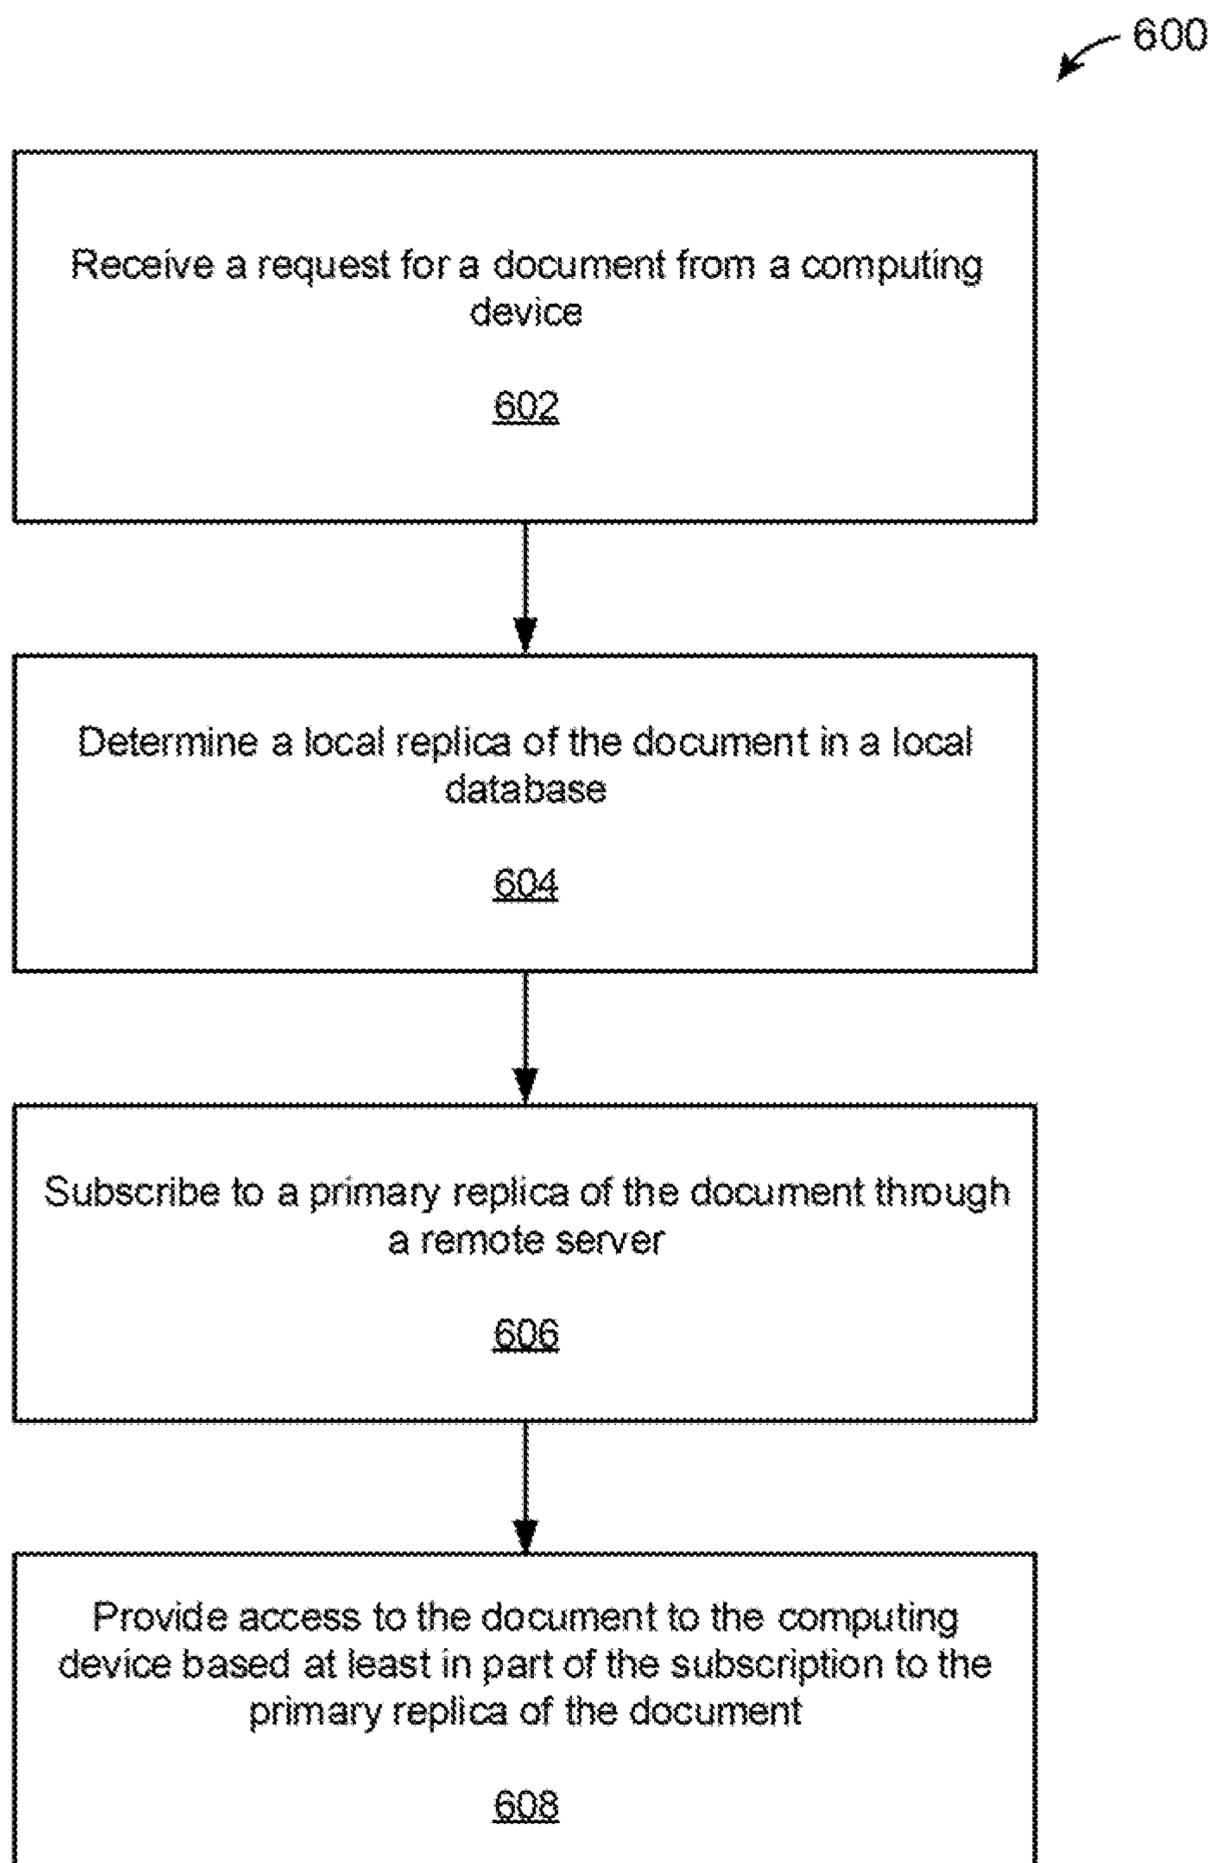 600
Receive a request for a document from a computing
device
602
Determine a local replica of the document in a local
database
604
Subscribe to a primary replica of the document through
a remote server
606
Provide access to the document to the computing
device based at least in part of the subscription to the
primary replica of the document
608